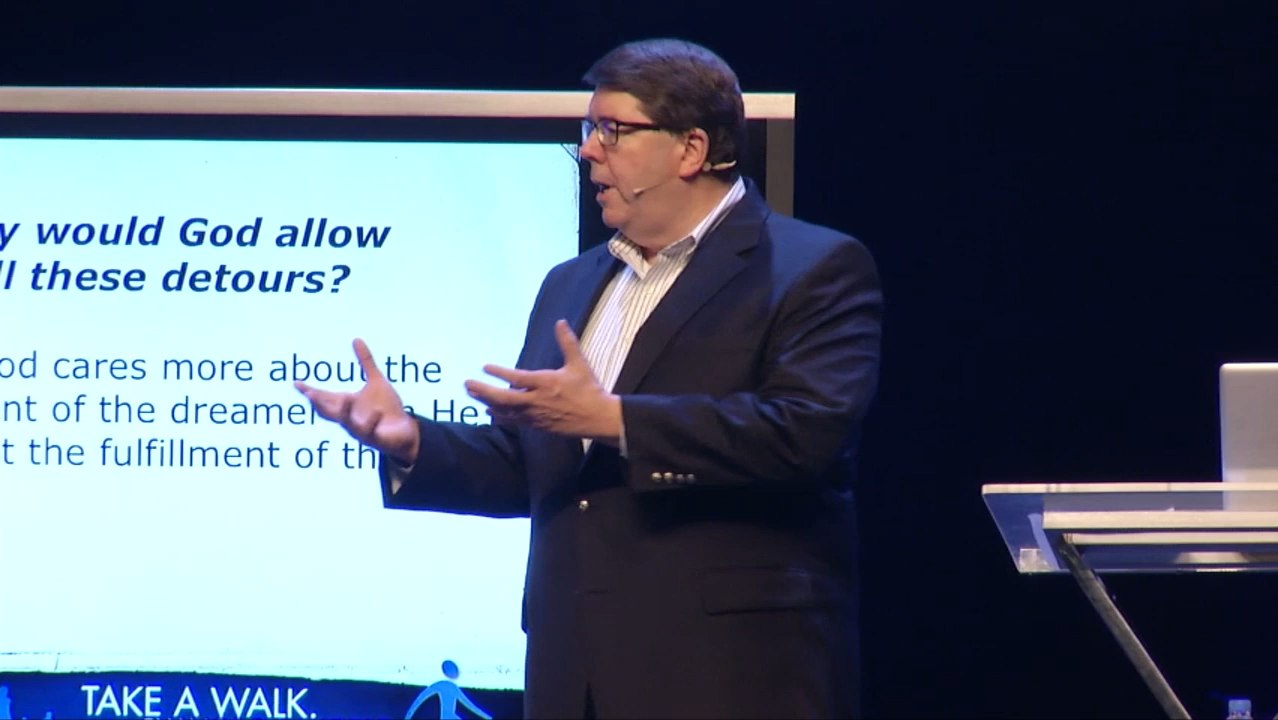 y would God allow
ll these detours?
od cares more about the
nt of the dreamer He
t the fulfillment of th
TAKE A WALK.